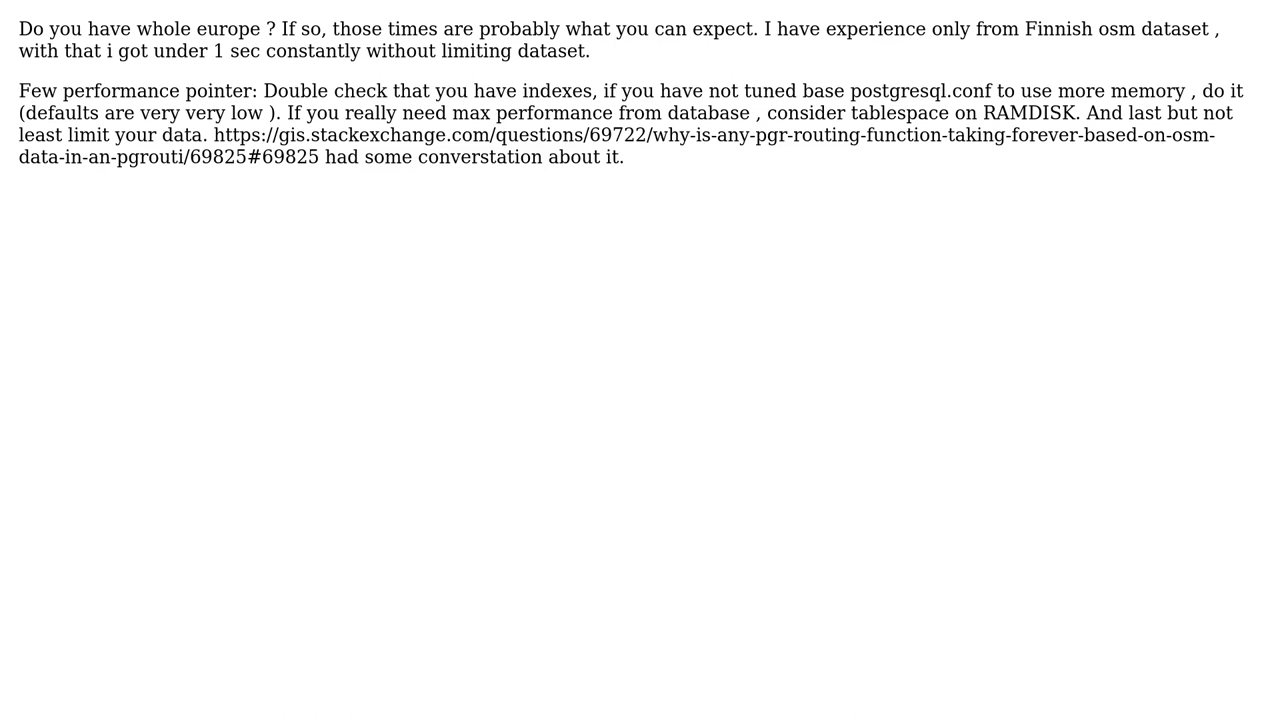 Do you have whole europe ? If so, those times are probably what you can expect. I have experience only from Finnish osm dataset ,
with that i got under 1 sec constantly without limiting dataset.
Few performance pointer: Double check that you have indexes, if you have not tuned base postgresql.conf to use more memory , do it
(defaults are very very low ). If you really need max performance from database , consider tablespace on RAMDISK. And last but not
least limit your data. https://gis.stackexchange.com/questions/69722/why-is-any-pgr-routing-function-taking-forever-based-on-osm-
data-in-an-pgrouti/69825#69825 had some converstation about it.